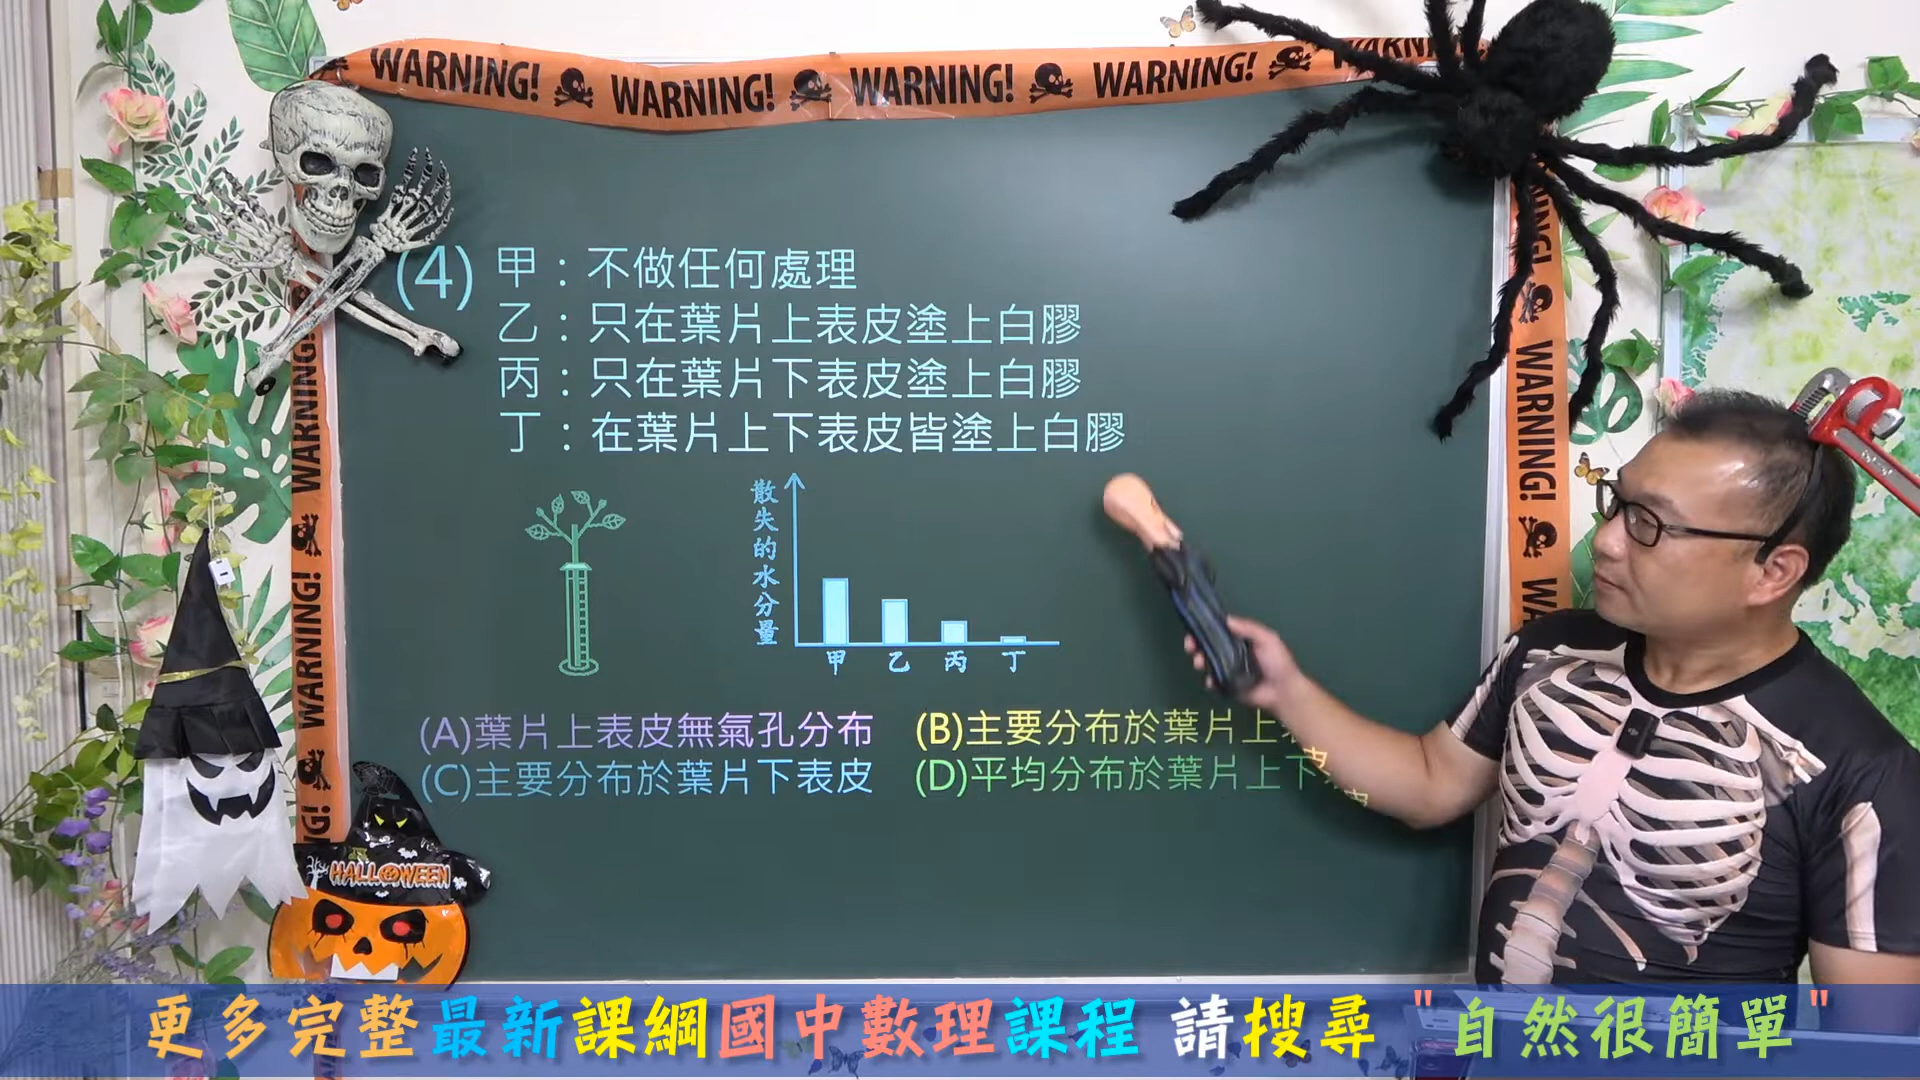 WARNING! WARNING! WARNING! WARNING!
WARNING!
WARNING!
WARNING!
WARNING!
(4) 甲：不做任何處理
乙：只在葉片上表皮塗上白膠
丙：只在葉片下表皮塗上白膠
丁：在葉片上下表皮皆塗上白膠
散失的水分量
甲 乙 丙 丁
(A)葉片上表皮無氣孔分布 (B)主要分布於葉片上表皮
(C)主要分布於葉片下表皮 (D)平均分布於葉片上下表皮
HALLOWEEN
更多完整最新課綱國中數理課程 請搜尋 "自然很簡單"